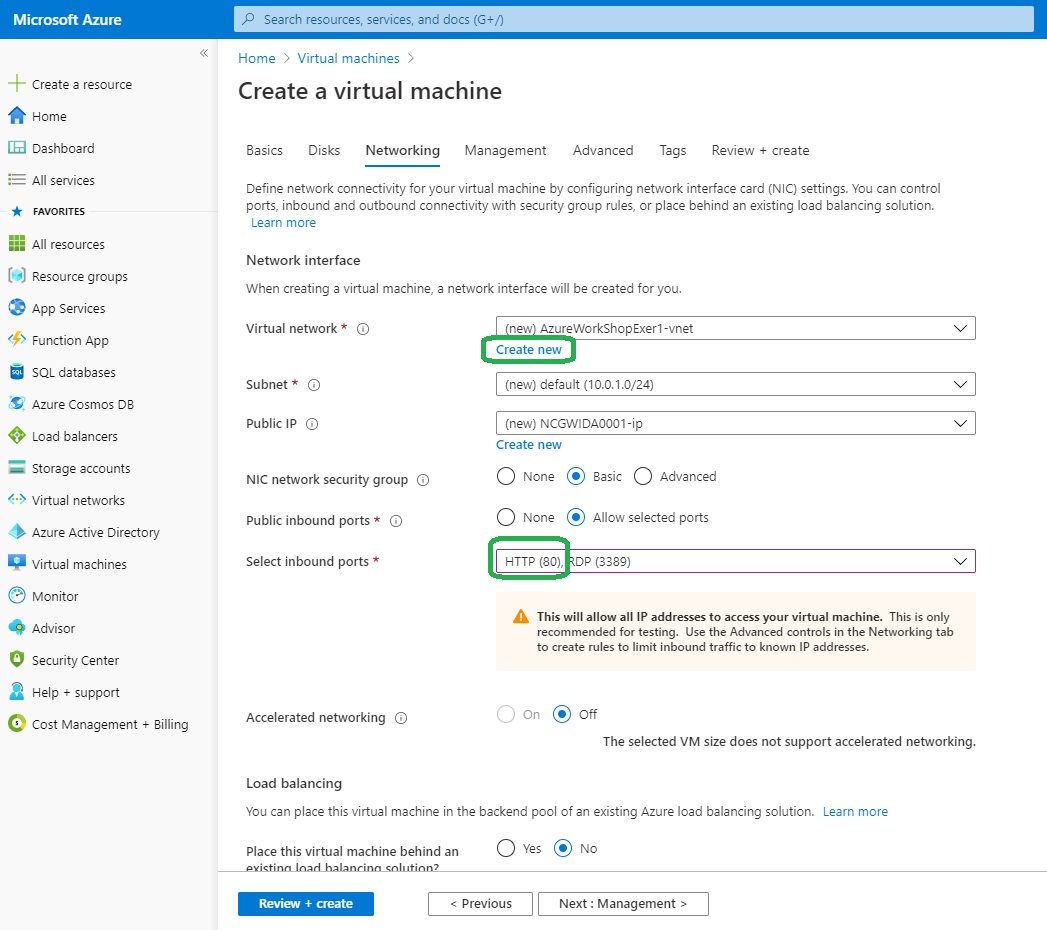 Microsoft Azure
Search resources, services, and docs (G+/)
«
Create a resource
Home
Dashboard
All services
FAVORITES
All resources
Resource groups
App Services
Function App
SQL databases
Azure Cosmos DB
Load balancers
Storage accounts
Virtual networks
Azure Active Directory
Virtual machines
Monitor
Advisor
Security Center
Help + support
Cost Management + Billing
Home > Virtual machines >
Create a virtual machine
Basics Disks Networking Management Advanced Tags Review + create
Define network connectivity for your virtual machine by configuring network interface card (NIC) settings. You can control
ports, inbound and outbound connectivity with security group rules, or place behind an existing load balancing solution.
Learn more
Network interface
When creating a virtual machine, a network interface will be created for you.
Virtual network * (new) AzureWorkShopExer1-vnet
Create new
Subnet * (new) default (10.0.1.0/24)
Public IP (new) NCGWIDA0001-ip
Create new
NIC network security group None Basic Advanced
Public inbound ports * None Allow selected ports
Select inbound ports * HTTP (80), RDP (3389)
This will allow all IP addresses to access your virtual machine. This is only
recommended for testing. Use the Advanced controls in the Networking tab
to create rules to limit inbound traffic to known IP addresses.
Accelerated networking On Off
The selected VM size does not support accelerated networking.
Load balancing
You can place this virtual machine in the backend pool of an existing Azure load balancing solution. Learn more
Place this virtual machine behind an Yes No
existing load balancing solution?
Review + create < Previous Next : Management >